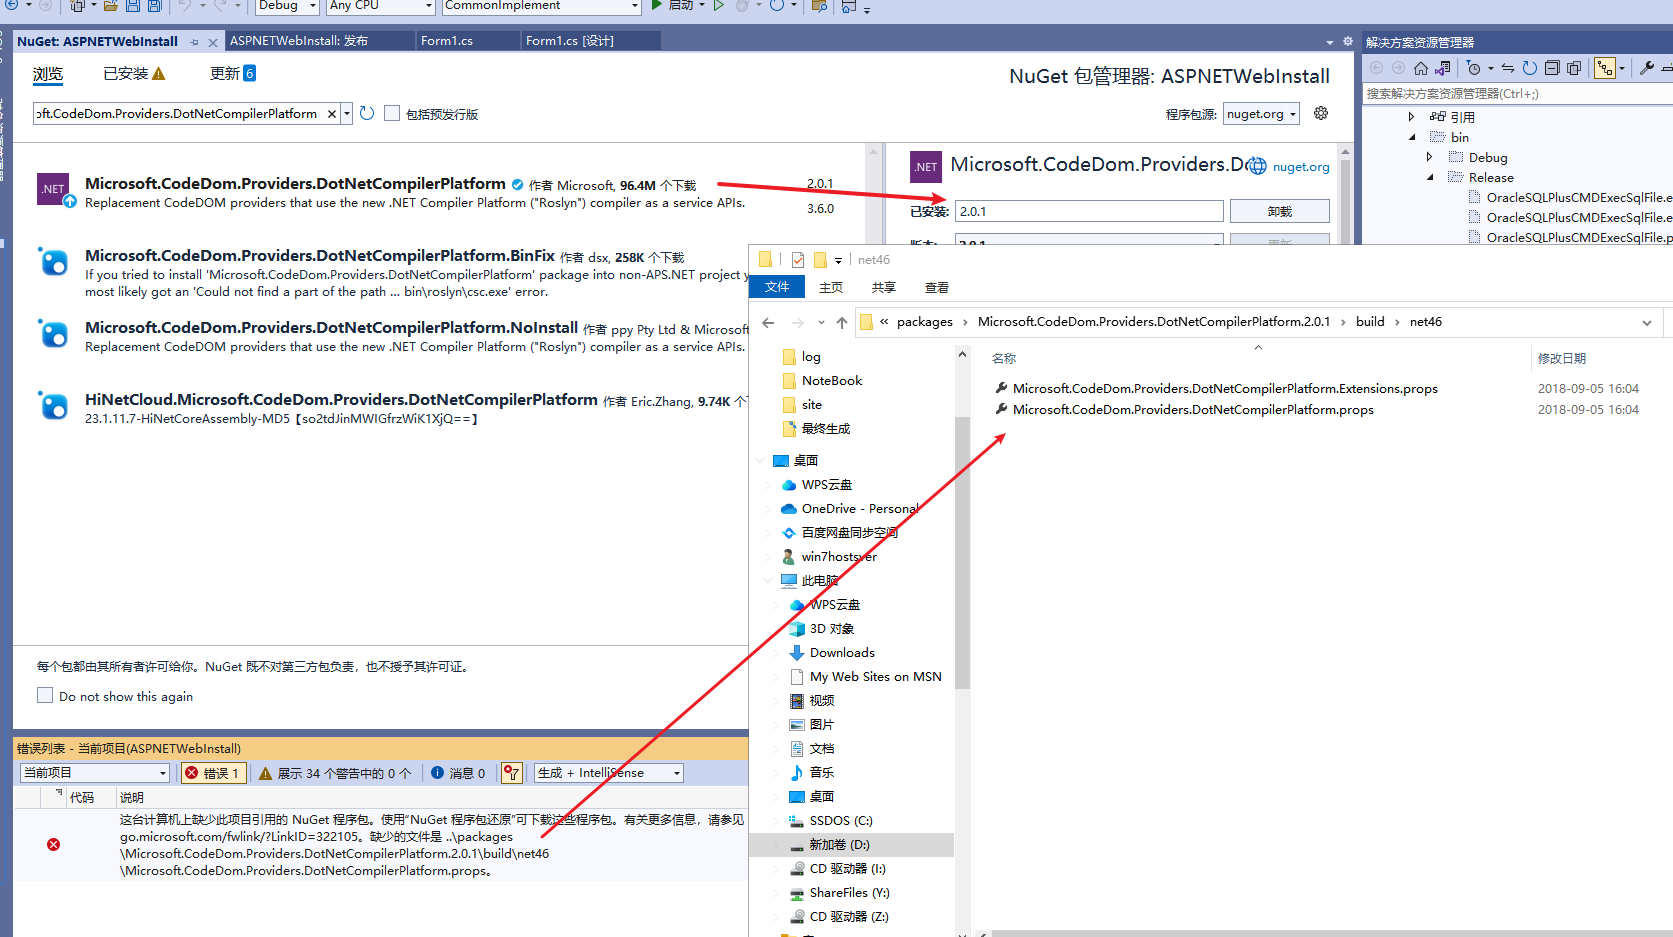 Debug
Any CPU
CommonImplement
启动
NuGet: ASPNETWebInstall
ASPNETWebInstall: 发布
Form1.cs
Form1.cs [设计]
解决方案资源管理器
浏览
已安装
更新 6
NuGet 包管理器: ASPNETWebInstall
搜索解决方案资源管理器(Ctrl+;)
oft.CodeDom.Providers.DotNetCompilerPlatform
包括预发行版
程序包源:
nuget.org
引用
bin
Debug
Release
OracleSQLPlusCMDExecSqlFile.e
OracleSQLPlusCMDExecSqlFile.e
OracleSQLPlusCMDExecSqlFile.p
.NET
Microsoft.CodeDom.Providers.DotNetCompilerPlatform 作者 Microsoft, 96.4M 个下载
2.0.1
Replacement CodeDOM providers that use the new .NET Compiler Platform ("Roslyn") compiler as a service APIs.
3.6.0
.NET
Microsoft.CodeDom.Providers.Do
nuget.org
已安装:
2.0.1
卸载
版本:
2.0.1
更新
Microsoft.CodeDom.Providers.DotNetCompilerPlatform.BinFix 作者 dsx, 258K 个下载
If you tried to install 'Microsoft.CodeDom.Providers.DotNetCompilerPlatform' package into non-APS.NET project y
most likely got an 'Could not find a part of the path ... bin\roslyn\csc.exe' error.
Microsoft.CodeDom.Providers.DotNetCompilerPlatform.NoInstall 作者 ppy Pty Ltd & Microsoft
Replacement CodeDOM providers that use the new .NET Compiler Platform ("Roslyn") compiler as a service APIs.
HiNetCloud.Microsoft.CodeDom.Providers.DotNetCompilerPlatform 作者 Eric.Zhang, 9.74K 个下
23.1.11.7-HiNetCoreAssembly-MD5【so2tdJinMWIGfrzWiK1XjQ==】
每个包都由其所有者许可给你。NuGet 既不对第三方包负责，也不授予其许可证。
Do not show this again
net46
文件
主页
共享
查看
« packages › Microsoft.CodeDom.Providers.DotNetCompilerPlatform.2.0.1 › build › net46
名称
修改日期
Microsoft.CodeDom.Providers.DotNetCompilerPlatform.Extensions.props
2018-09-05 16:04
Microsoft.CodeDom.Providers.DotNetCompilerPlatform.props
2018-09-05 16:04
log
NoteBook
site
最终生成
桌面
WPS云盘
OneDrive - Personal
百度网盘同步空间
win7hostsver
此电脑
WPS云盘
3D 对象
Downloads
My Web Sites on MSN
视频
图片
文档
音乐
桌面
SSDOS (C:)
新加卷 (D:)
CD 驱动器 (I:)
ShareFiles (Y:)
CD 驱动器 (Z:)
错误列表 - 当前项目(ASPNETWebInstall)
当前项目
错误 1
展示 34 个警告中的 0 个
消息 0
生成 + IntelliSense
代码
说明
这台计算机上缺少此项目引用的 NuGet 程序包。使用“NuGet 程序包还原”可下载这些程序包。有关更多信息，请参见
go.microsoft.com/fwlink/?LinkID=322105。缺少的文件是 ..\packages
\Microsoft.CodeDom.Providers.DotNetCompilerPlatform.2.0.1\build\net46
\Microsoft.CodeDom.Providers.DotNetCompilerPlatform.props。